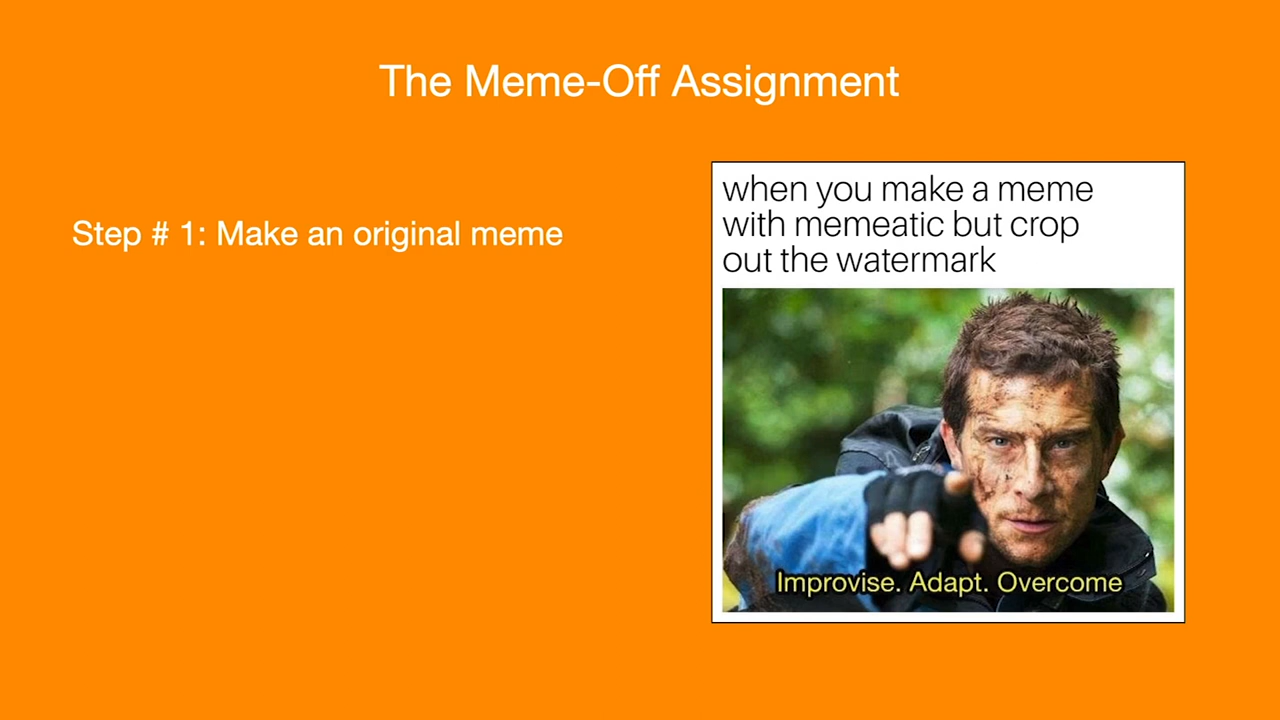 The Meme-Off Assignment
Step # 1: Make an original meme
when you make a meme
with memeatic but crop
out the watermark
Improvise. Adapt. Overcome